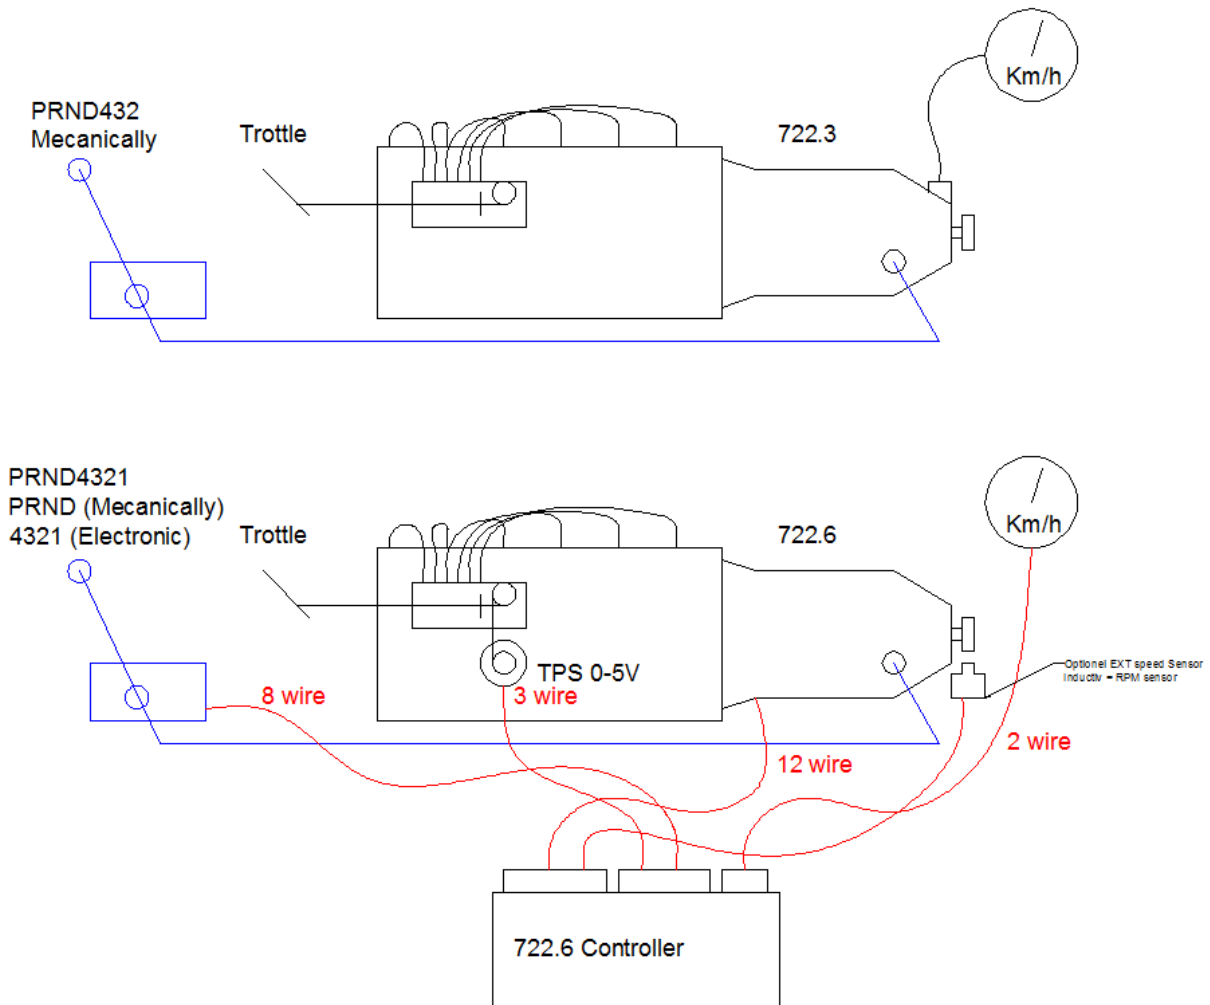 Km/h
PRND432
Mecanically
Trottle
722.3
PRND4321
PRND (Mecanically)
4321 (Electronic)
Trottle
722.6
Km/h
TPS 0-5V
Optionel EXT speed Sensor
Inductiv = RPM sensor
8 wire
3 wire
2 wire
12 wire
722.6 Controller